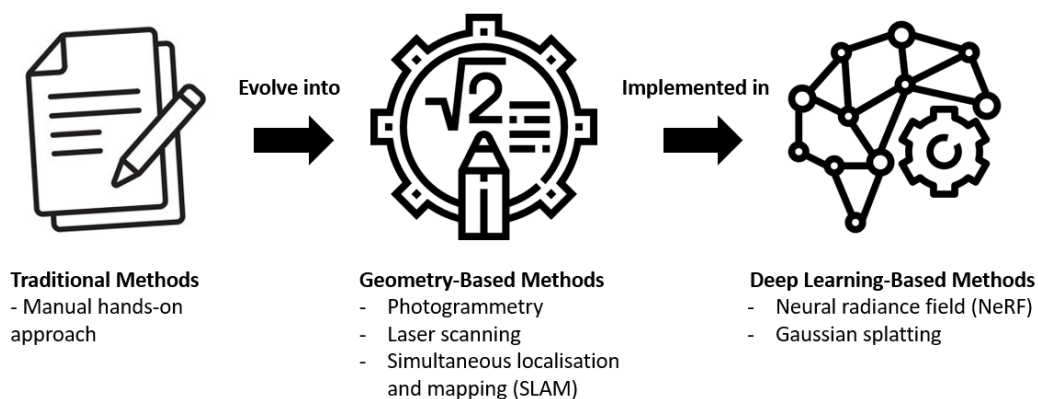 Evolve into
Implemented in
√2
Traditional Methods
- Manual hands-on
approach
Geometry-Based Methods
- Photogrammetry
- Laser scanning
- Simultaneous localisation
and mapping (SLAM)
Deep Learning-Based Methods
- Neural radiance field (NeRF)
- Gaussian splatting